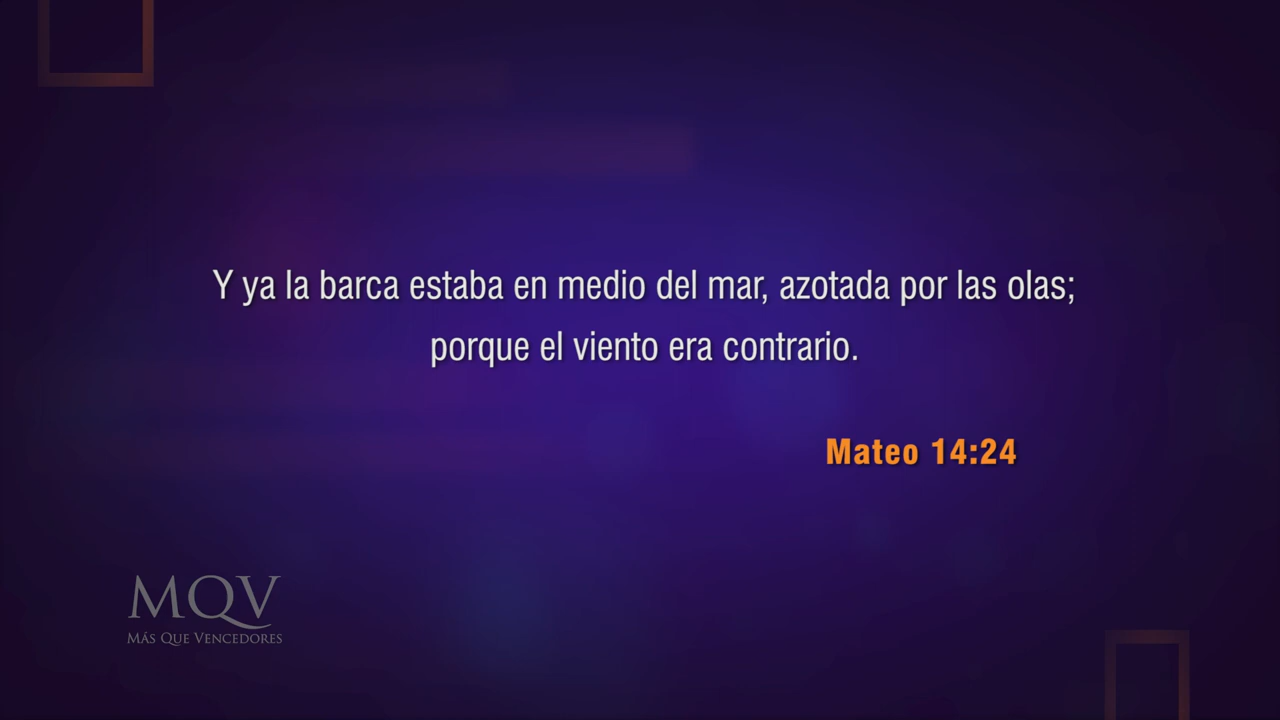 Y ya la barca estaba en medio del mar, azotada por las olas;
porque el viento era contrario.
Mateo 14:24
MQV
MÁS QUE VENCEDORES